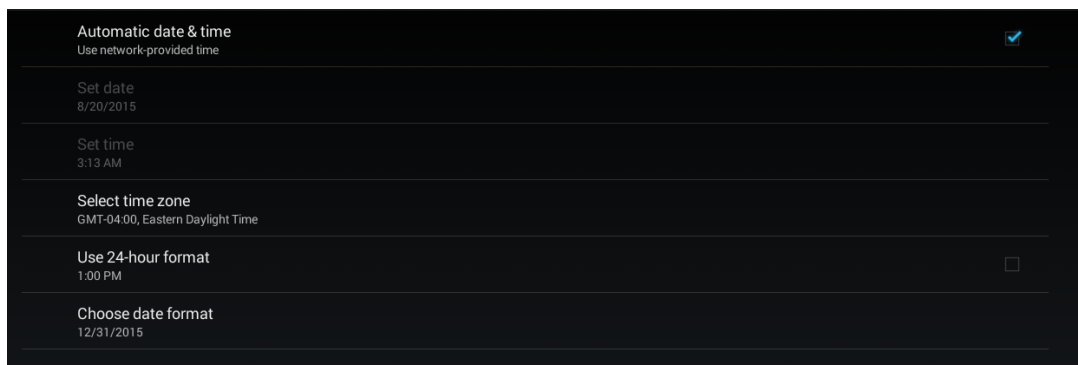 Automatic date & time
Use network-provided time
Set date
8/20/2015
Set time
3:13 AM
Select time zone
GMT-04:00, Eastern Daylight Time
Use 24-hour format
1:00 PM
Choose date format
12/31/2015